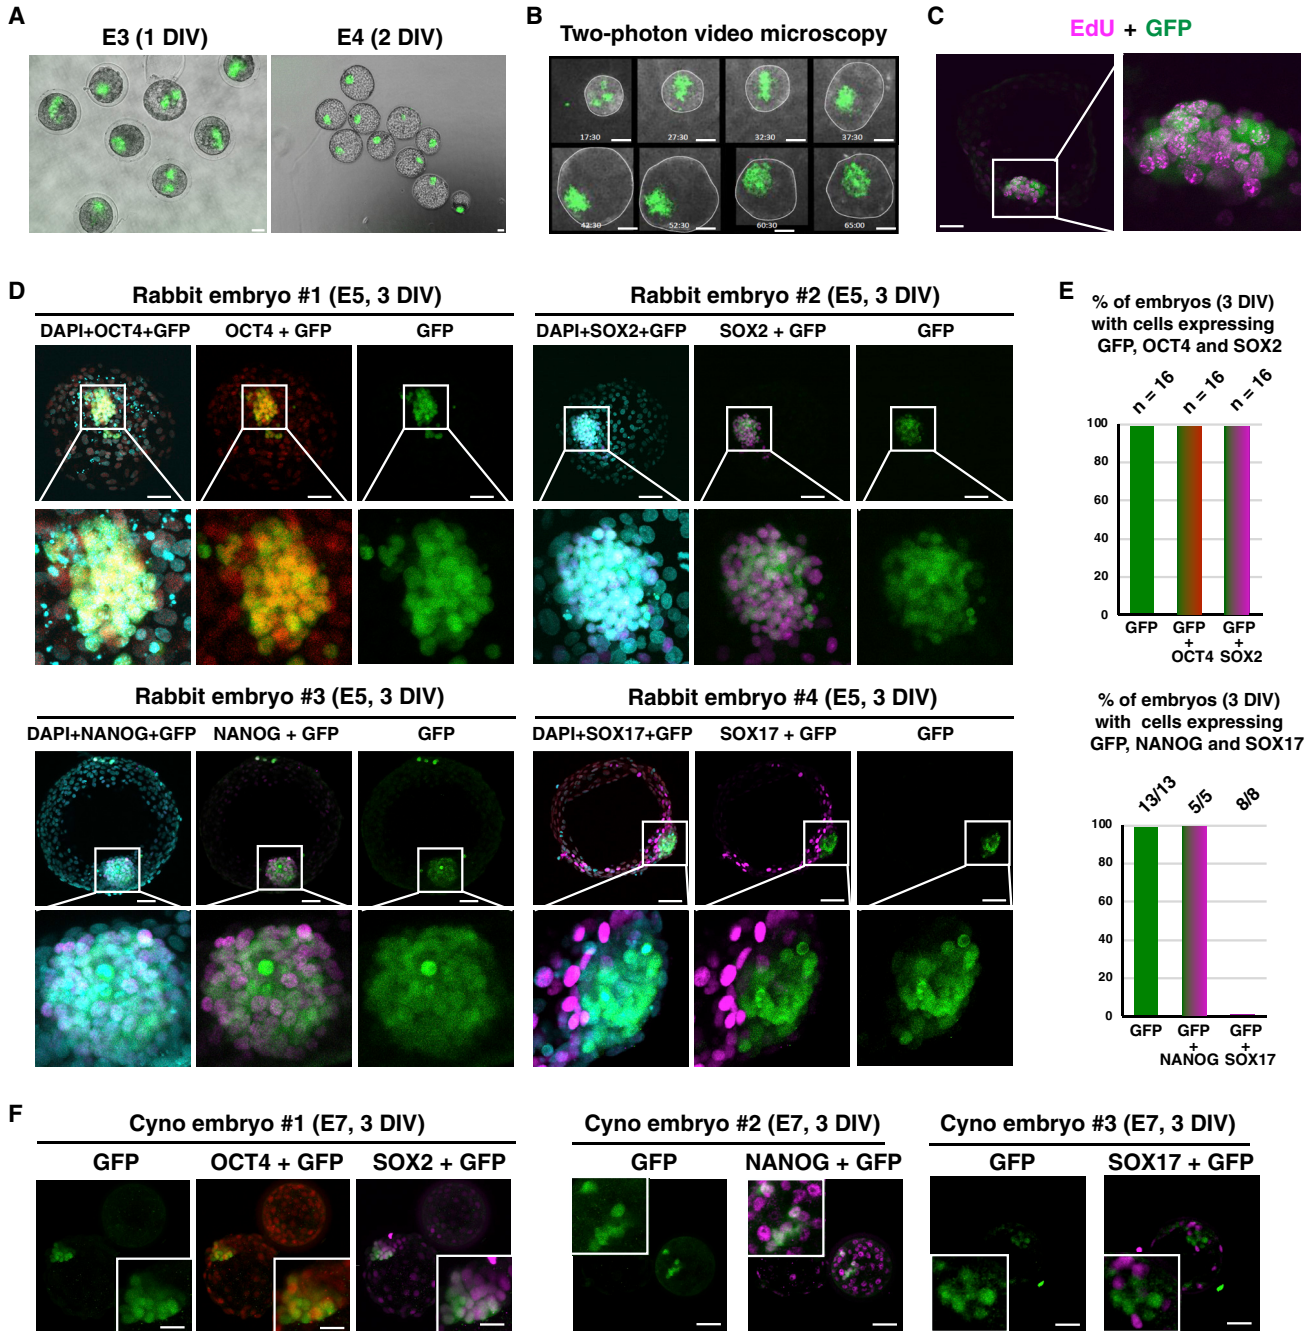 A
E3 (1 DIV)
E4 (2 DIV)
B
Two-photon video microscopy
17:30
27:30
32:30
37:30
42:30
52:30
60:30
65:00
C
EdU + GFP
D
Rabbit embryo #1 (E5, 3 DIV)
DAPI+OCT4+GFP
OCT4 + GFP
GFP
Rabbit embryo #2 (E5, 3 DIV)
DAPI+SOX2+GFP
SOX2 + GFP
GFP
Rabbit embryo #3 (E5, 3 DIV)
DAPI+NANOG+GFP
NANOG + GFP
GFP
Rabbit embryo #4 (E5, 3 DIV)
DAPI+SOX17+GFP
SOX17 + GFP
GFP
E
% of embryos (3 DIV)
with cells expressing
GFP, OCT4 and SOX2
n = 16
n = 16
n = 16
100
80
60
40
20
0
GFP
GFP
+
OCT4
GFP
+
SOX2
% of embryos (3 DIV)
with cells expressing
GFP, NANOG and SOX17
13/13
5/5
8/8
100
80
60
40
20
0
GFP
GFP
+
NANOG
GFP
+
SOX17
F
Cyno embryo #1 (E7, 3 DIV)
GFP
OCT4 + GFP
SOX2 + GFP
Cyno embryo #2 (E7, 3 DIV)
GFP
NANOG + GFP
Cyno embryo #3 (E7, 3 DIV)
GFP
SOX17 + GFP